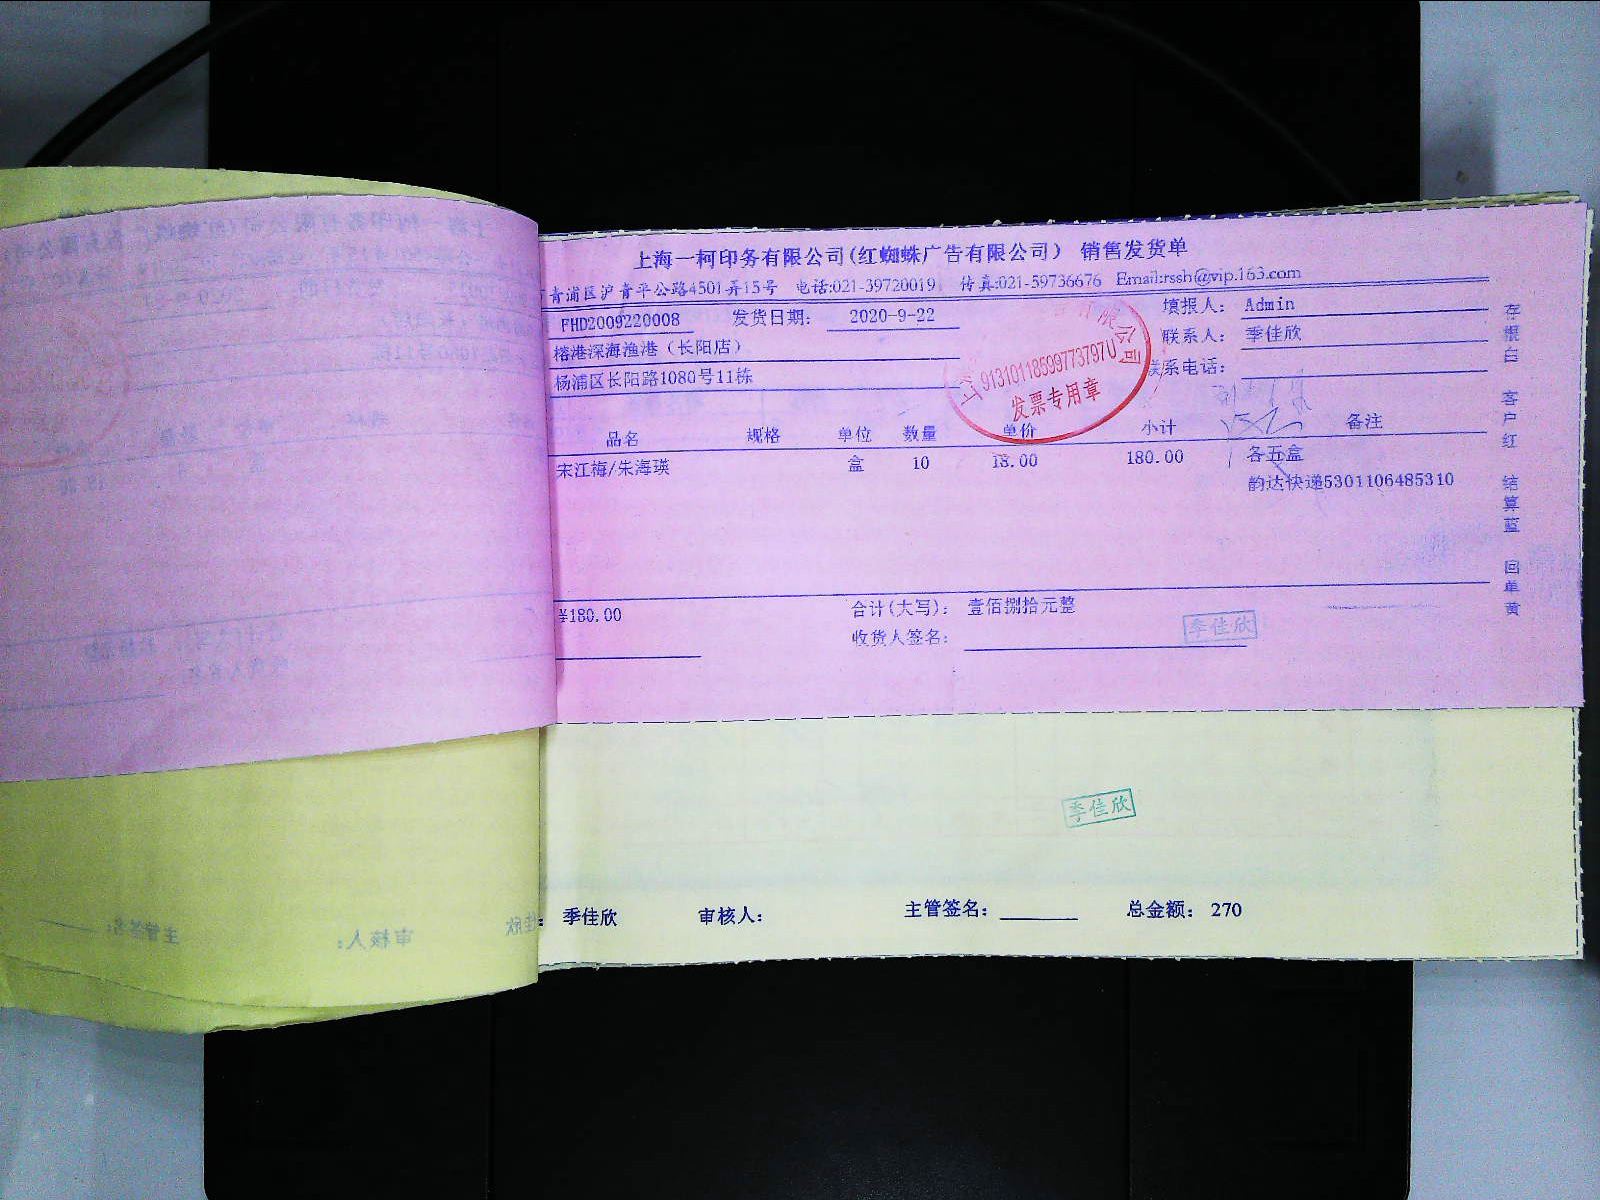 上海一柯印务有限公司(红蜘蛛广告有限公司) 销售发货单
青浦区沪青平公路4501弄15号 电话:021-39720019 传真:021-59736676 Email:rssh@vip.163.com
FHD2009220008 发货日期: 2020-9-22 填报人: Admin
榕港深海渔港（长阳店） 联系人: 季佳欣
杨浦区长阳路1080号11栋 联系电话:
91310118599773797U
发票专用章
品名 规格 单位 数量 单价 小计 备注
宋江梅/朱海瑛 盒 10 18.00 180.00 各五盒
韵达快递5301106485310
¥180.00 合计(大写): 壹佰捌拾元整
收货人签名:
季佳欣
存根白 客户红 结算蓝 回单黄
季佳欣
季佳欣 审核人: 主管签名: 总金额: 270